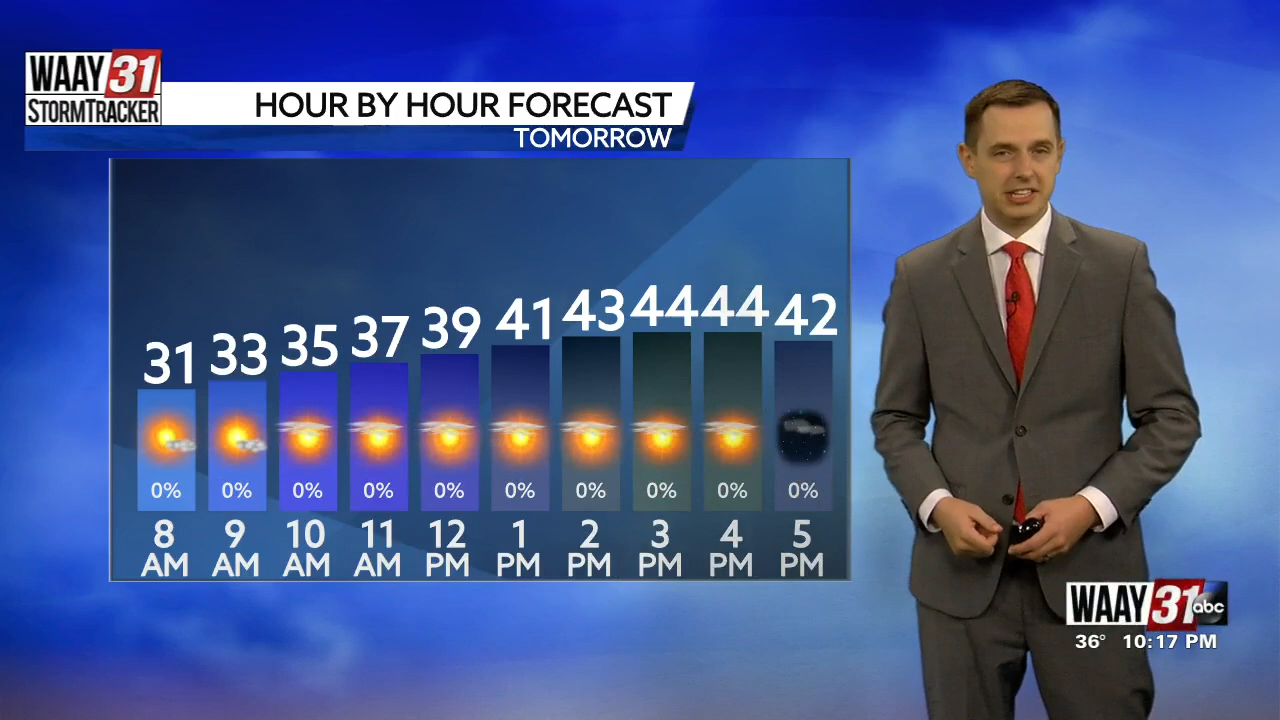 WAAY 31
STORMTRACKER
HOUR BY HOUR FORECAST
TOMORROW
31 33 35 37 39 41 43 44 44 42
0% 0% 0% 0% 0% 0% 0% 0% 0% 0%
8 9 10 11 12 1 2 3 4 5
AM AM AM AM PM PM PM PM PM PM
WAAY 31 abc
36° 10:17 PM